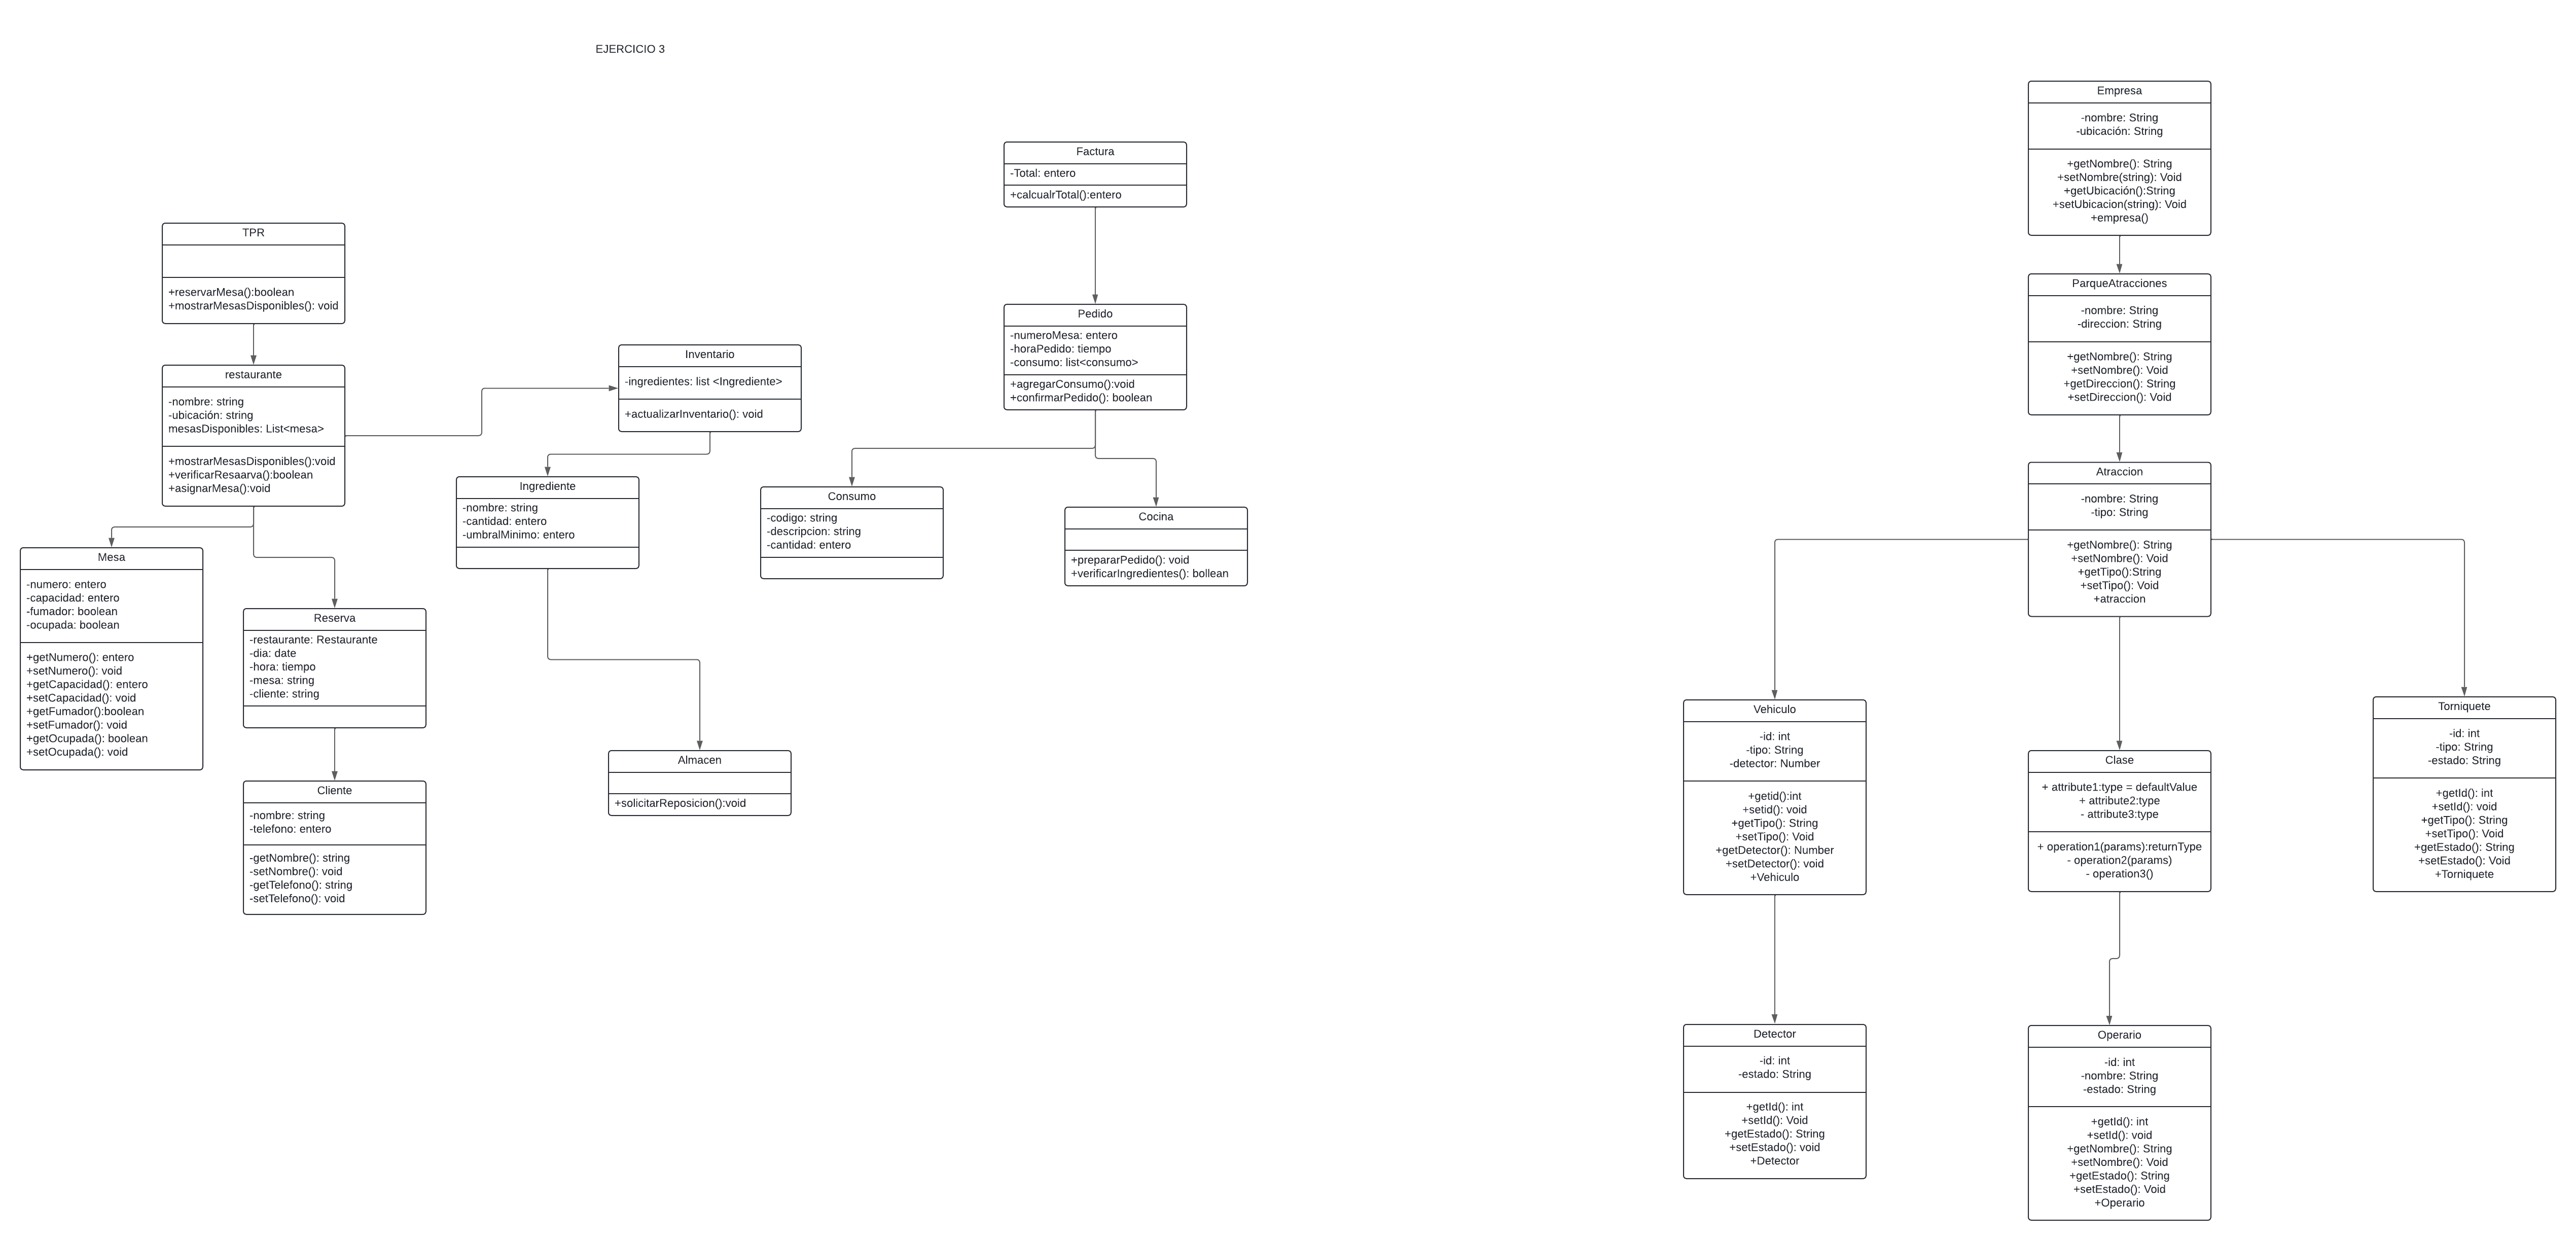 EJERCICIO 3
TPR
+reservarMesa():boolean
+mostrarMesasDisponibles(): void
restaurante
-nombre: string
-ubicación: string
mesasDisponibles: List<mesa>
+mostrarMesasDisponibles():void
+verificarResaarva():boolean
+asignarMesa():void
Mesa
-numero: entero
-capacidad: entero
-fumador: boolean
-ocupada: boolean
+getNumero(): entero
+setNumero(): void
+getCapacidad(): entero
+setCapacidad(): void
+getFumador():boolean
+setFumador(): void
+getOcupada(): boolean
+setOcupada(): void
Reserva
-restaurante: Restaurante
-dia: date
-hora: tiempo
-mesa: string
-cliente: string
Cliente
-nombre: string
-telefono: entero
-getNombre(): string
-setNombre(): void
-getTelefono(): string
-setTelefono(): void
Inventario
-ingredientes: list <Ingrediente>
+actualizarInventario(): void
Ingrediente
-nombre: string
-cantidad: entero
-umbralMinimo: entero
Almacen
+solicitarReposicion():void
Factura
-Total: entero
+calcualrTotal():entero
Pedido
-numeroMesa: entero
-horaPedido: tiempo
-consumo: list<consumo>
+agregarConsumo():void
+confirmarPedido(): boolean
Consumo
-codigo: string
-descripcion: string
-cantidad: entero
Cocina
+prepararPedido(): void
+verificarIngredientes(): bollean
Empresa
-nombre: String
-ubicación: String
+getNombre(): String
+setNombre(string): Void
+getUbicación():String
+setUbicacion(string): Void
+empresa()
ParqueAtracciones
-nombre: String
-direccion: String
+getNombre(): String
+setNombre(): Void
+getDireccion(): String
+setDireccion(): Void
Atraccion
-nombre: String
-tipo: String
+getNombre(): String
+setNombre(): Void
+getTipo():String
+setTipo(): Void
+atraccion
Vehiculo
-id: int
-tipo: String
-detector: Number
+getid():int
+setid(): void
+getTipo(): String
+setTipo(): Void
+getDetector(): Number
+setDetector(): void
+Vehiculo
Clase
+ attribute1:type = defaultValue
+ attribute2:type
- attribute3:type
+ operation1(params):returnType
- operation2(params)
- operation3()
Torniquete
-id: int
-tipo: String
-estado: String
+getId(): int
+setId(): void
+getTipo(): String
+setTipo(): Void
+getEstado(): String
+setEstado(): Void
+Torniquete
Detector
-id: int
-estado: String
+getId(): int
+setId(): Void
+getEstado(): String
+setEstado(): void
+Detector
Operario
-id: int
-nombre: String
-estado: String
+getId(): int
+setId(): void
+getNombre(): String
+setNombre(): Void
+getEstado(): String
+setEstado(): Void
+Operario